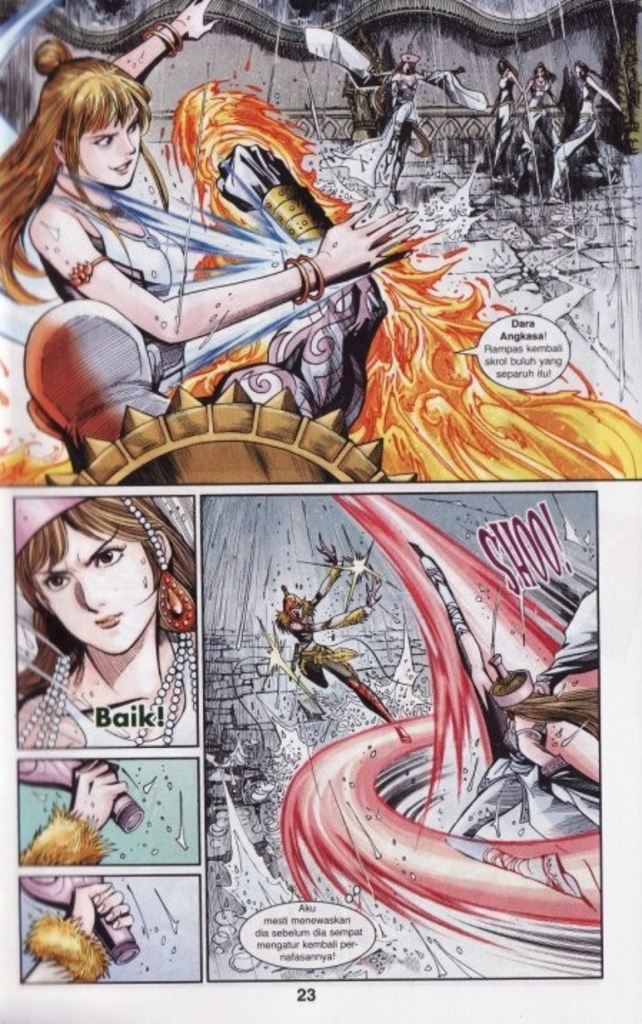 Dara
Angkasa!
Rampas kembali
skrol buluh yang
separuh itu!
Baik!
SHOO!
Aku
mesti menewaskan
dia sebelum dia sempat
mengatur kembali per-
nafasannya!
23